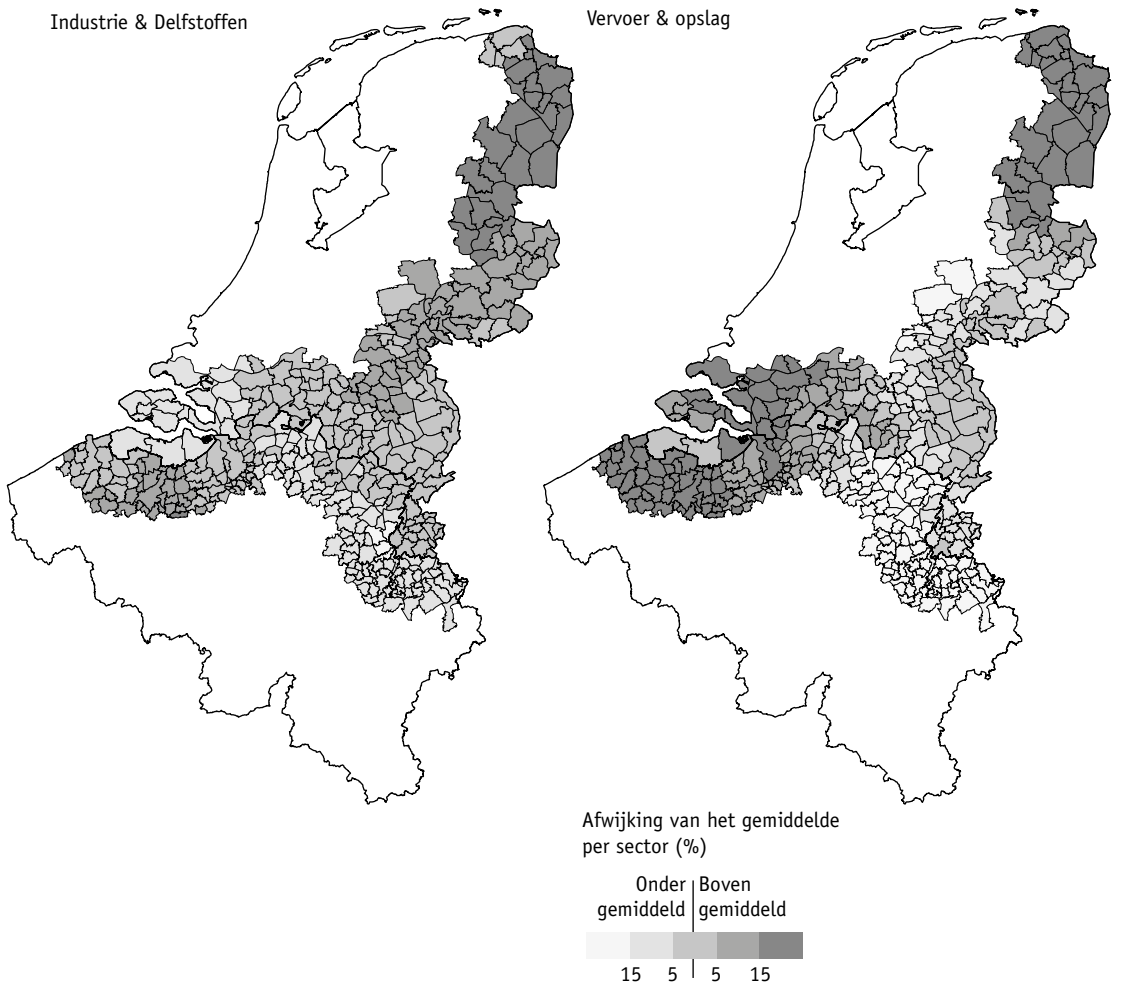 Industrie & Delfstoffen
Vervoer & opslag
Afwijking van het gemiddelde
per sector (%)
Onder Boven
gemiddeld gemiddeld
15 5 5 15